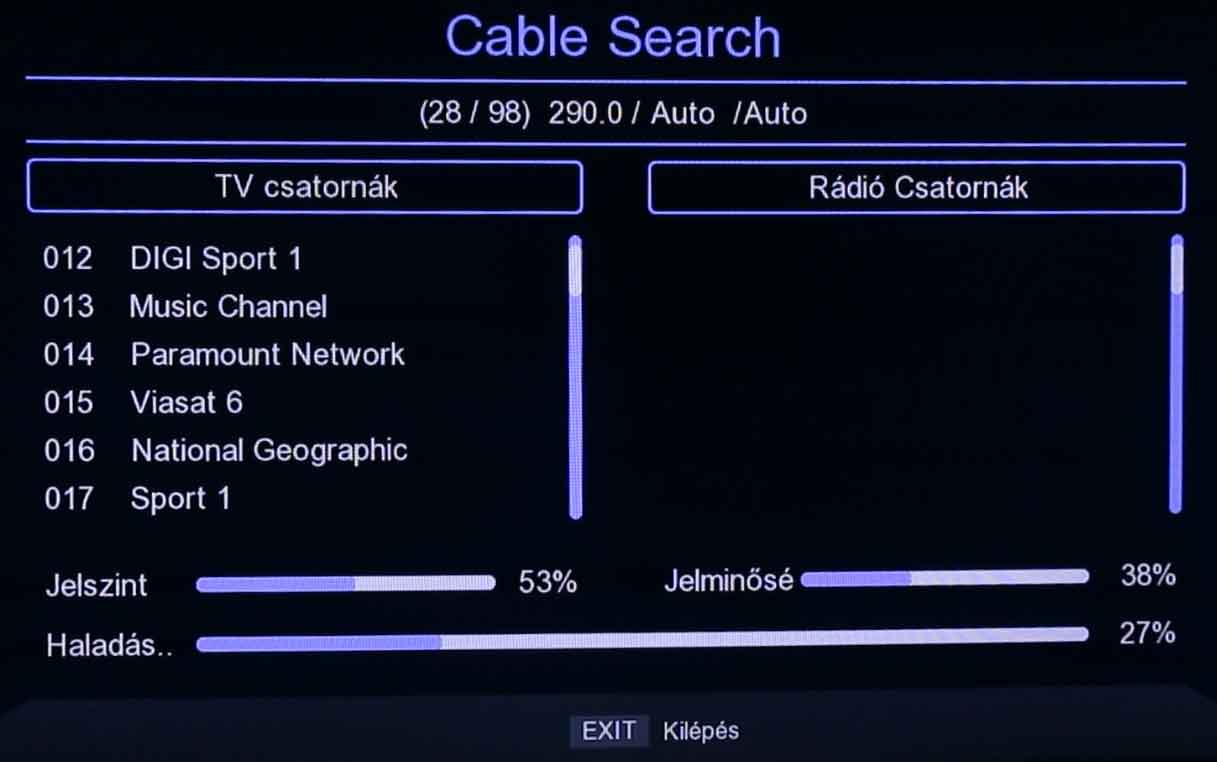 Cable Search
(28 / 98) 290.0 / Auto /Auto
TV csatornák
Rádió Csatornák
012 DIGI Sport 1
013 Music Channel
014 Paramount Network
015 Viasat 6
016 National Geographic
017 Sport 1
Jelszint 53%
Jelminősé 38%
Haladás.. 27%
EXIT Kilépés